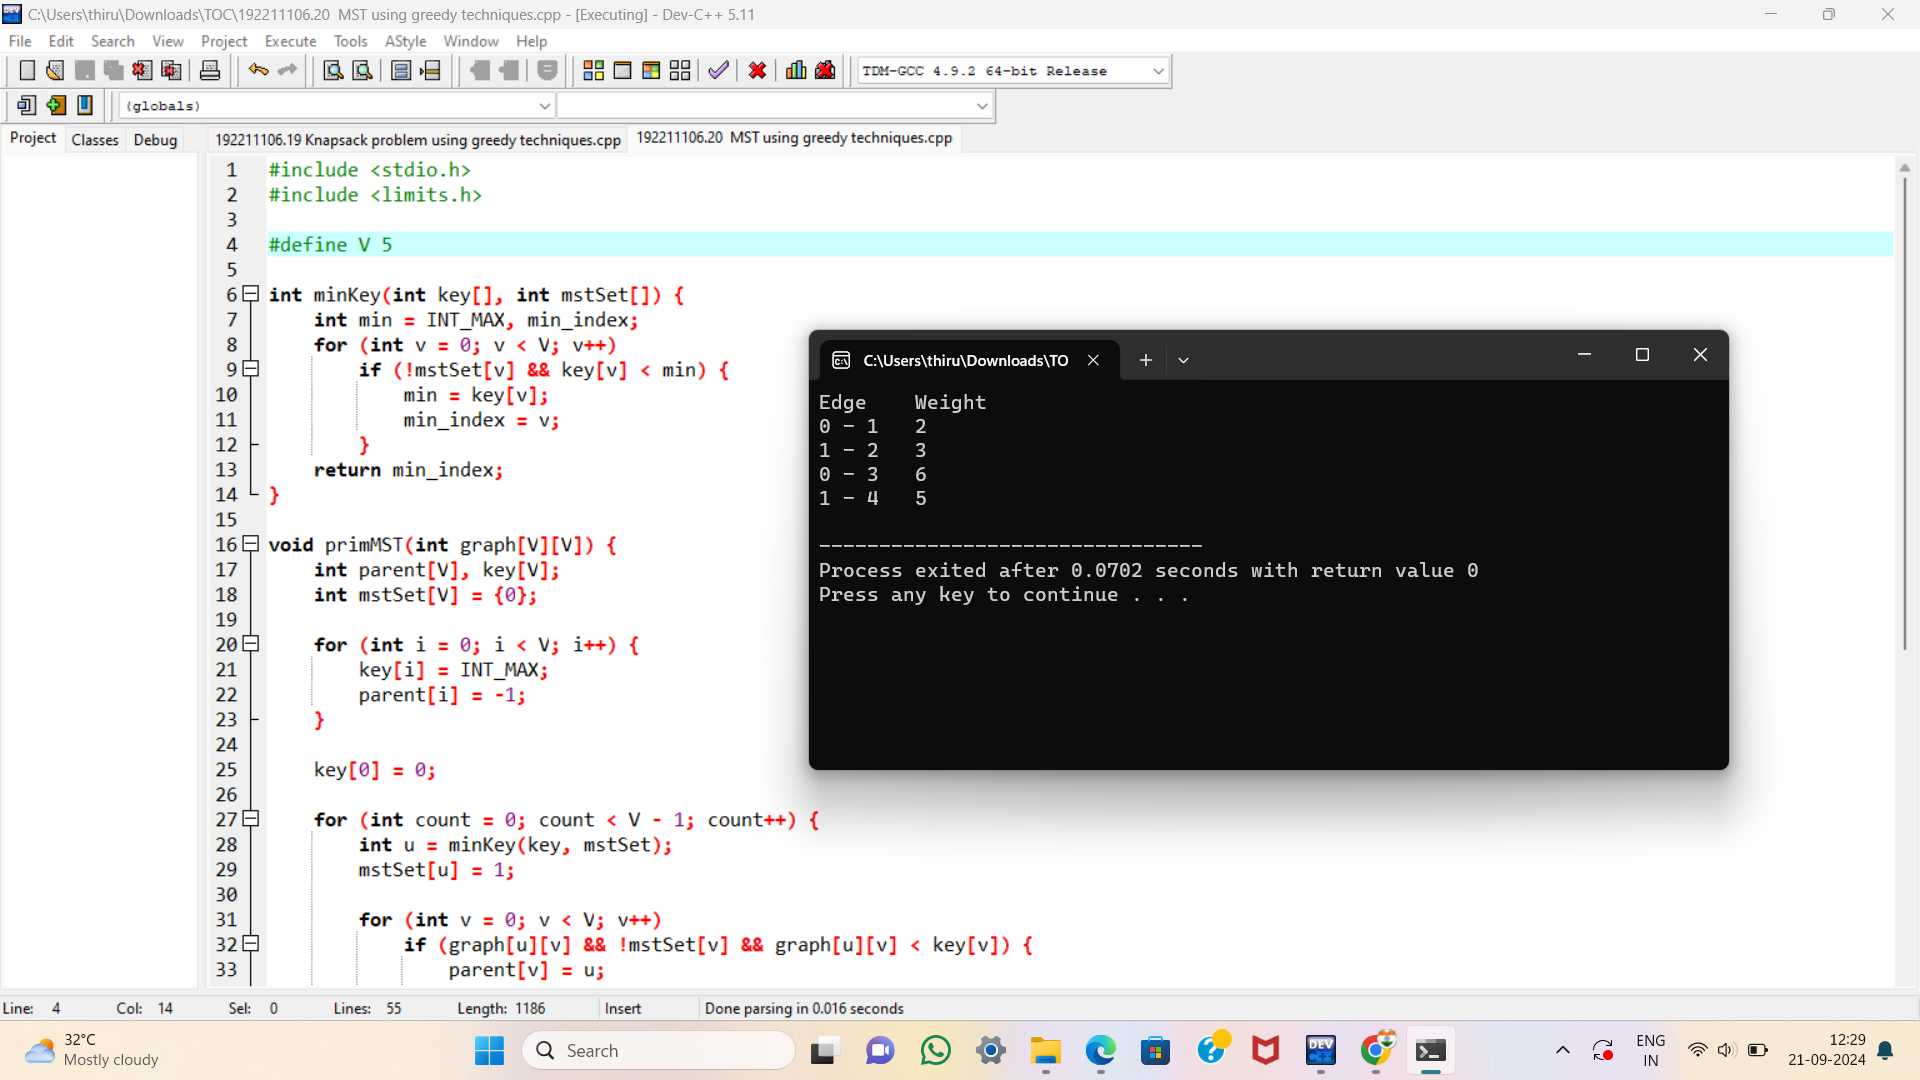 C:\Users\thiru\Downloads\TOC\192211106.20  MST using greedy techniques.cpp - [Executing] - Dev-C++ 5.11
File Edit Search View Project Execute Tools AStyle Window Help
TDM-GCC 4.9.2 64-bit Release
(globals)
Project Classes Debug 192211106.19 Knapsack problem using greedy techniques.cpp 192211106.20  MST using greedy techniques.cpp
1 #include <stdio.h>
2 #include <limits.h>
3
4 #define V 5
5
6 int minKey(int key[], int mstSet[]) {
7     int min = INT_MAX, min_index;
8     for (int v = 0; v < V; v++)
9         if (!mstSet[v] && key[v] < min) {
10             min = key[v];
11             min_index = v;
12         }
13     return min_index;
14 }
15
16 void primMST(int graph[V][V]) {
17     int parent[V], key[V];
18     int mstSet[V] = {0};
19
20     for (int i = 0; i < V; i++) {
21         key[i] = INT_MAX;
22         parent[i] = -1;
23     }
24
25     key[0] = 0;
26
27     for (int count = 0; count < V - 1; count++) {
28         int u = minKey(key, mstSet);
29         mstSet[u] = 1;
30
31         for (int v = 0; v < V; v++)
32             if (graph[u][v] && !mstSet[v] && graph[u][v] < key[v]) {
33                 parent[v] = u;
C:\Users\thiru\Downloads\TO
Edge    Weight
0 - 1   2
1 - 2   3
0 - 3   6
1 - 4   5
--------------------------------
Process exited after 0.0702 seconds with return value 0
Press any key to continue . . .
Line: 4 Col: 14 Sel: 0 Lines: 55 Length: 1186 Insert Done parsing in 0.016 seconds
32°C
Mostly cloudy
Search
DEV
ENG
IN
12:29
21-09-2024